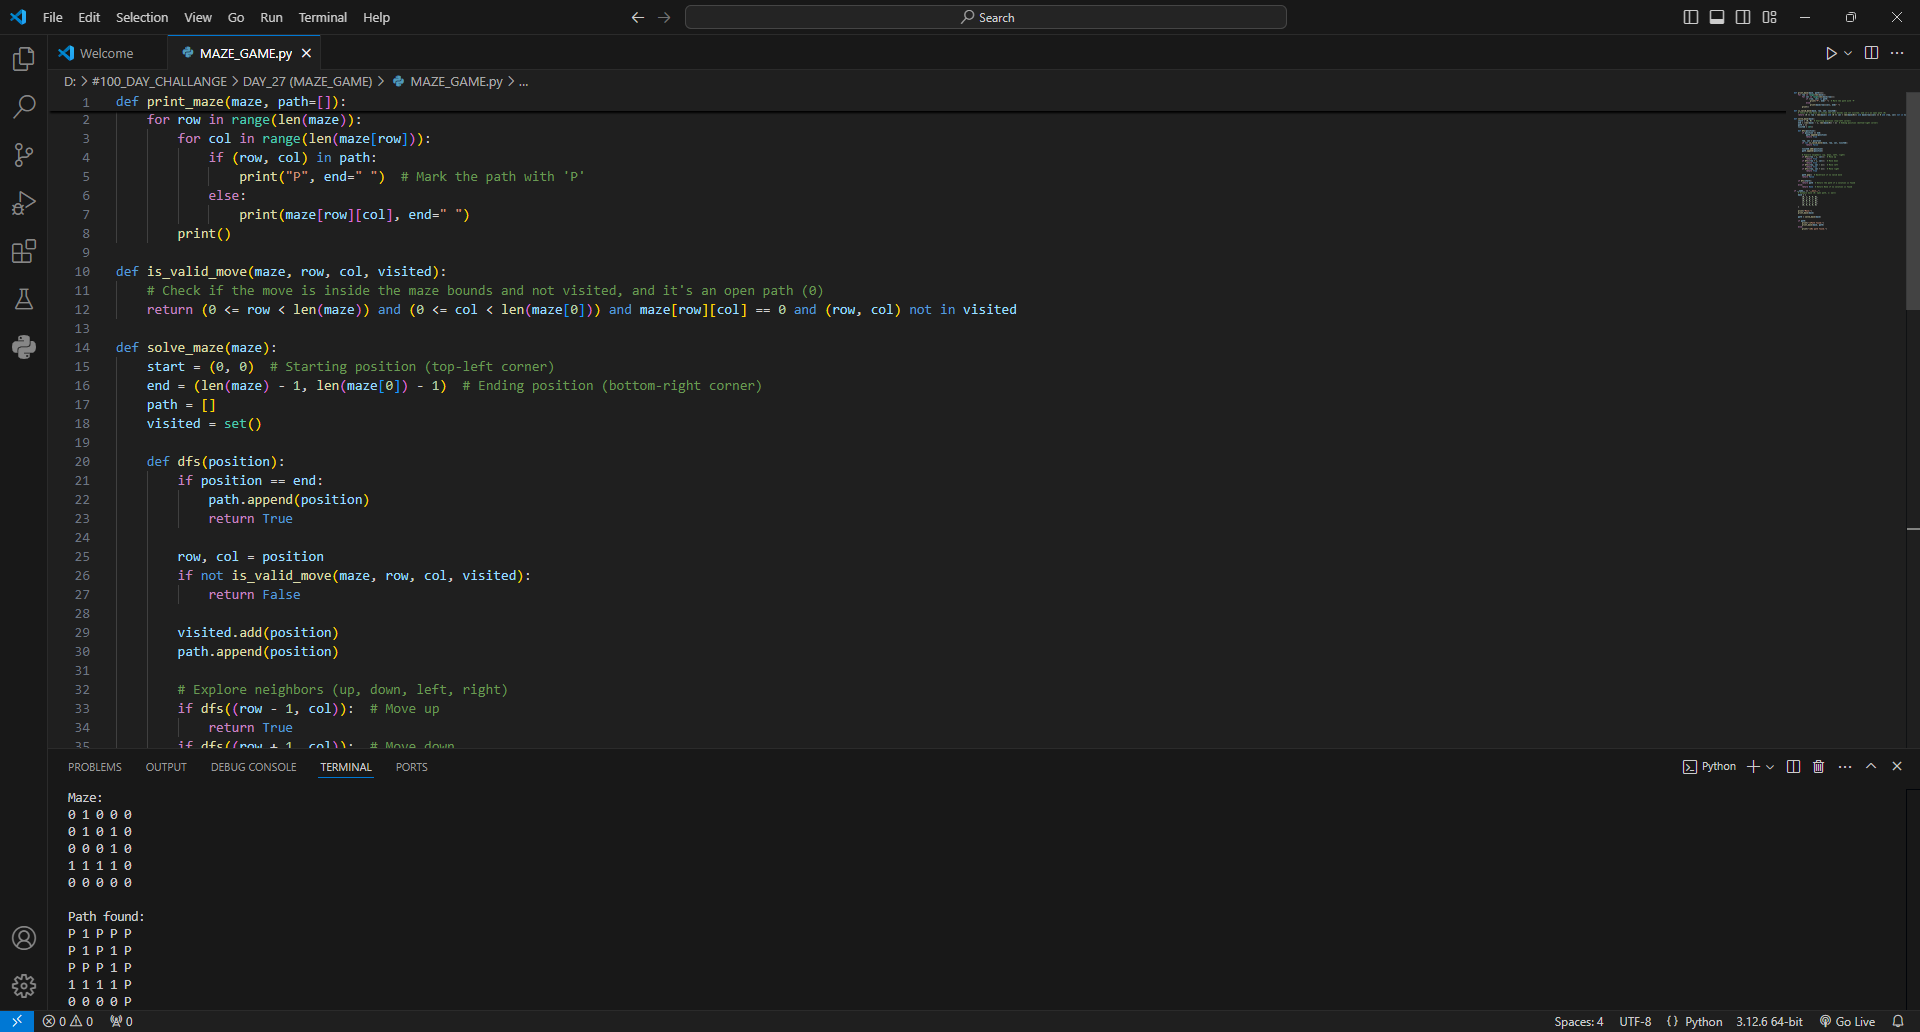 File Edit Selection View Go Run Terminal Help
Search
Welcome MAZE_GAME.py
D: > #100_DAY_CHALLANGE > DAY_27 (MAZE_GAME) > MAZE_GAME.py > ...
1 def print_maze(maze, path=[]):
2     for row in range(len(maze)):
3         for col in range(len(maze[row])):
4             if (row, col) in path:
5                 print("P", end=" ")  # Mark the path with 'P'
6             else:
7                 print(maze[row][col], end=" ")
8         print()
9
10 def is_valid_move(maze, row, col, visited):
11     # Check if the move is inside the maze bounds and not visited, and it's an open path (0)
12     return (0 <= row < len(maze)) and (0 <= col < len(maze[0])) and maze[row][col] == 0 and (row, col) not in visited
13
14 def solve_maze(maze):
15     start = (0, 0)  # Starting position (top-left corner)
16     end = (len(maze) - 1, len(maze[0]) - 1)  # Ending position (bottom-right corner)
17     path = []
18     visited = set()
19
20     def dfs(position):
21         if position == end:
22             path.append(position)
23             return True
24
25         row, col = position
26         if not is_valid_move(maze, row, col, visited):
27             return False
28
29         visited.add(position)
30         path.append(position)
31
32         # Explore neighbors (up, down, left, right)
33         if dfs((row - 1, col)):  # Move up
34             return True
35         if dfs((row + 1, col)):  # Move down
PROBLEMS OUTPUT DEBUG CONSOLE TERMINAL PORTS
Python
Maze:
0 1 0 0 0
0 1 0 1 0
0 0 0 1 0
1 1 1 1 0
0 0 0 0 0

Path found:
P 1 P P P
P 1 P 1 P
P P P 1 P
1 1 1 1 P
0 0 0 0 P
0 0 0 Spaces: 4 UTF-8 {} Python 3.12.6 64-bit Go Live